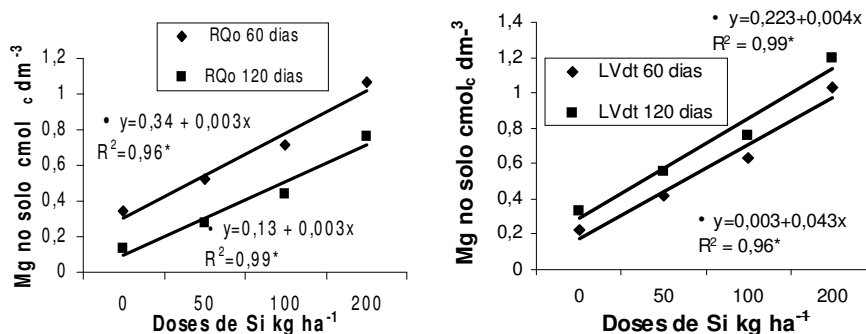 Mg no solo cmol c dm-3
1,2
1
0,8
0,6
0,4
0,2
0
RQo 60 dias
RQo 120 dias
• y=0,34 + 0,003x
R²=0,96*
• y=0,13 + 0,003x
R²=0,99*
0 50 100 200
Doses de Si kg ha⁻¹
Mg no solo cmolc dm-3
1,4
1,2
1
0,8
0,6
0,4
0,2
0
• y=0,223+0,004x
R² = 0,99*
LVdt 60 dias
LVdt 120 dias
• y=0,003+0,043x
R² = 0,96*
0 50 100 200
Doses de Si kg ha⁻¹